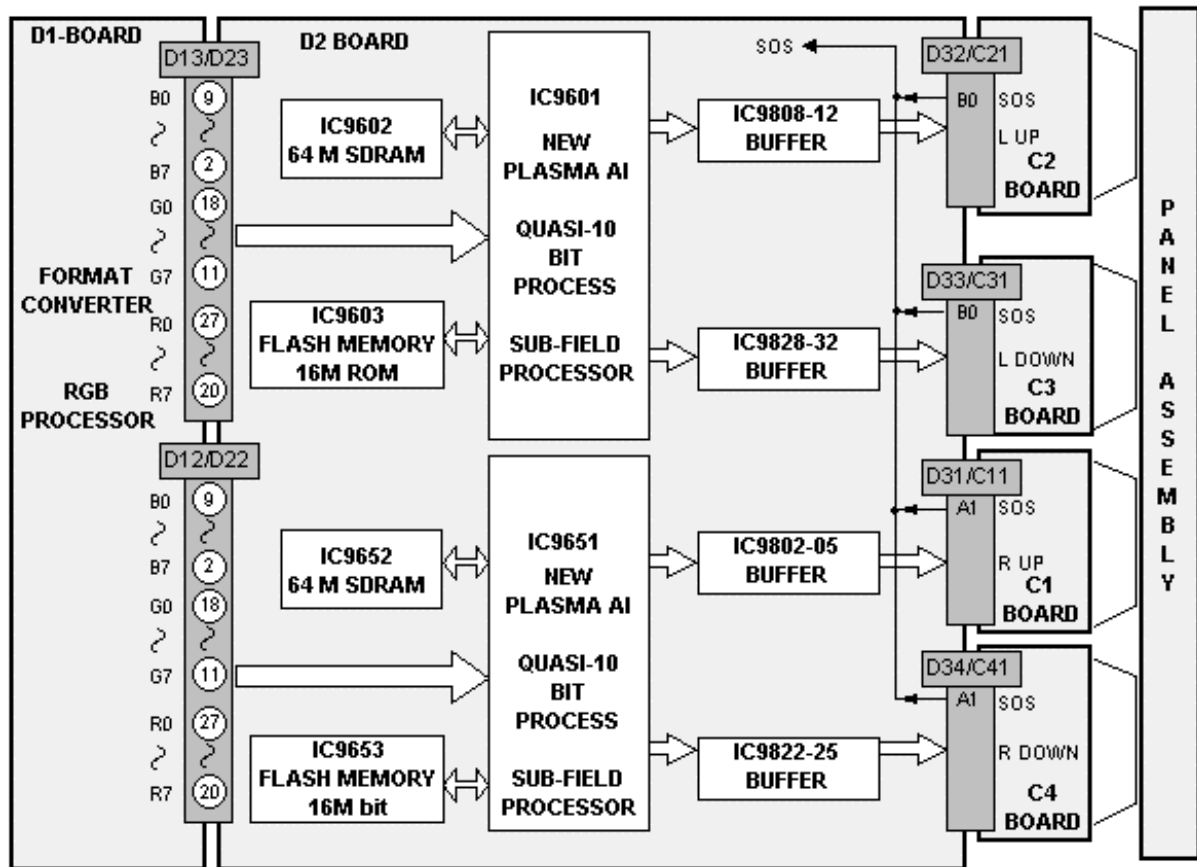 D1-BOARD
D13/D23
B0 9
B7 2
G0 18
FORMAT
CONVERTER
G7 11
R0 27
RGB
PROCESSOR
R7 20
D12/D22
B0 9
B7 2
G0 18
G7 11
R0 27
R7 20
D2 BOARD
IC9602
64 M SDRAM
IC9603
FLASH MEMORY
16M ROM
IC9601
NEW
PLASMA AI
QUASI-10
BIT
PROCESS
SUB-FIELD
PROCESSOR
IC9652
64 M SDRAM
IC9653
FLASH MEMORY
16M bit
IC9651
NEW
PLASMA AI
QUASI-10
BIT
PROCESS
SUB-FIELD
PROCESSOR
SOS
IC9808-12
BUFFER
IC9828-32
BUFFER
IC9802-05
BUFFER
IC9822-25
BUFFER
D32/C21
B0 SOS
L UP
C2
BOARD
D33/C31
B0 SOS
L DOWN
C3
BOARD
D31/C11
A1 SOS
R UP
C1
BOARD
D34/C41
A1 SOS
R DOWN
C4
BOARD
PANEL ASSEMBLY